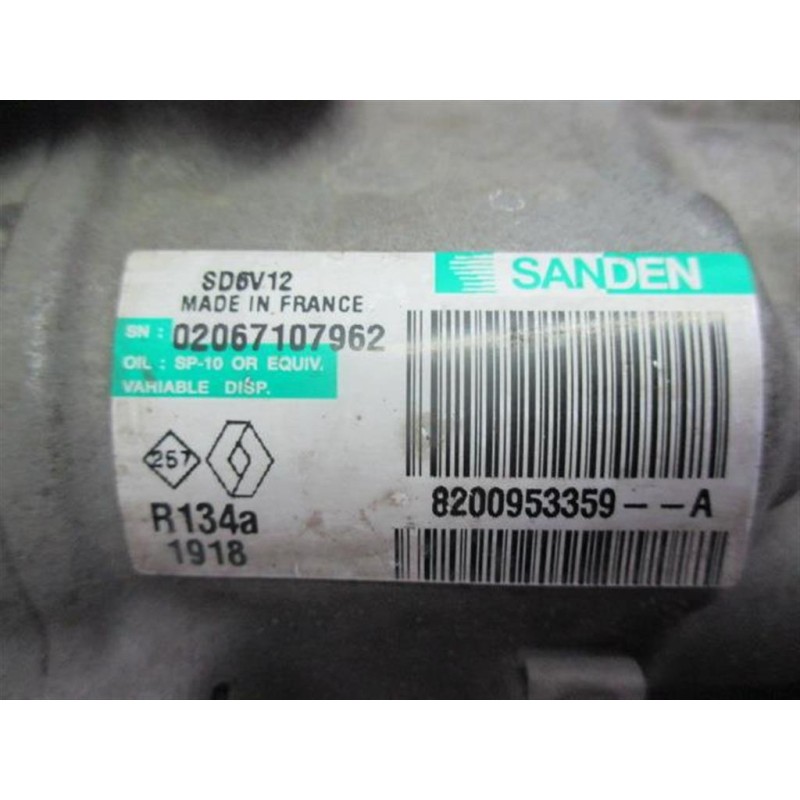 SD6V12
MADE IN FRANCE
SANDEN
SN : 02067107962
OIL : SP-10 OR EQUIV.
VARIABLE DISP.
257
R134a
1918
8200953359--A